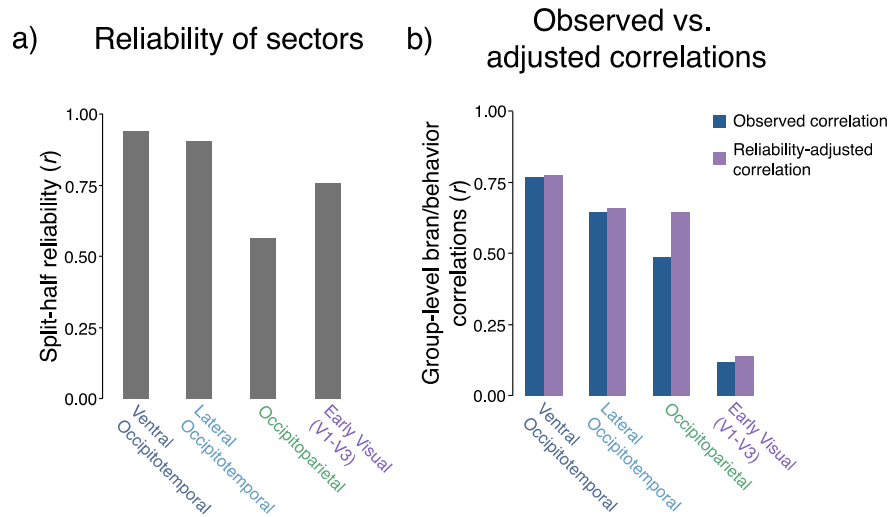 a)
Reliability of sectors
Split-half reliability (r)
1.00
0.75
0.50
0.25
0.00
Ventral
Occipitotemporal
Lateral
Occipitotemporal
Occipitoparietal
Early Visual
(V1-V3)
b)
Observed vs.
adjusted correlations
Group-level bran/behavior
correlations (r)
1.00
0.75
0.50
0.25
0.00
Observed correlation
Reliability-adjusted
correlation
Ventral
Occipitotemporal
Lateral
Occipitotemporal
Occipitoparietal
Early Visual
(V1-V3)